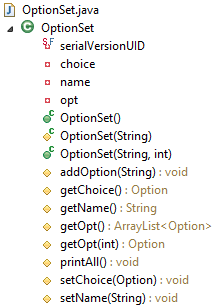 OptionSet.java
OptionSet
serialVersionUID
choice
name
opt
OptionSet()
OptionSet(String)
OptionSet(String, int)
addOption(String) : void
getChoice() : Option
getName() : String
getOpt() : ArrayList<Option>
getOpt(int) : Option
printAll() : void
setChoice(Option) : void
setName(String) : void